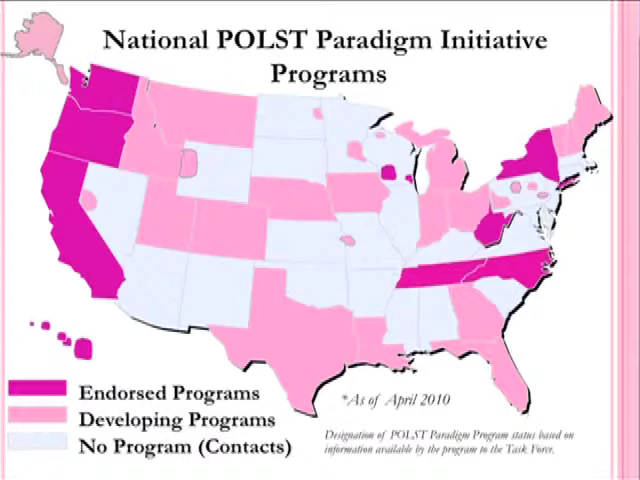 National POLST Paradigm Initiative
Programs
Endorsed Programs
Developing Programs
No Program (Contacts)
*As of April 2010
Designation of POLST Paradigm Program status based on
information available by the program to the Task Force.